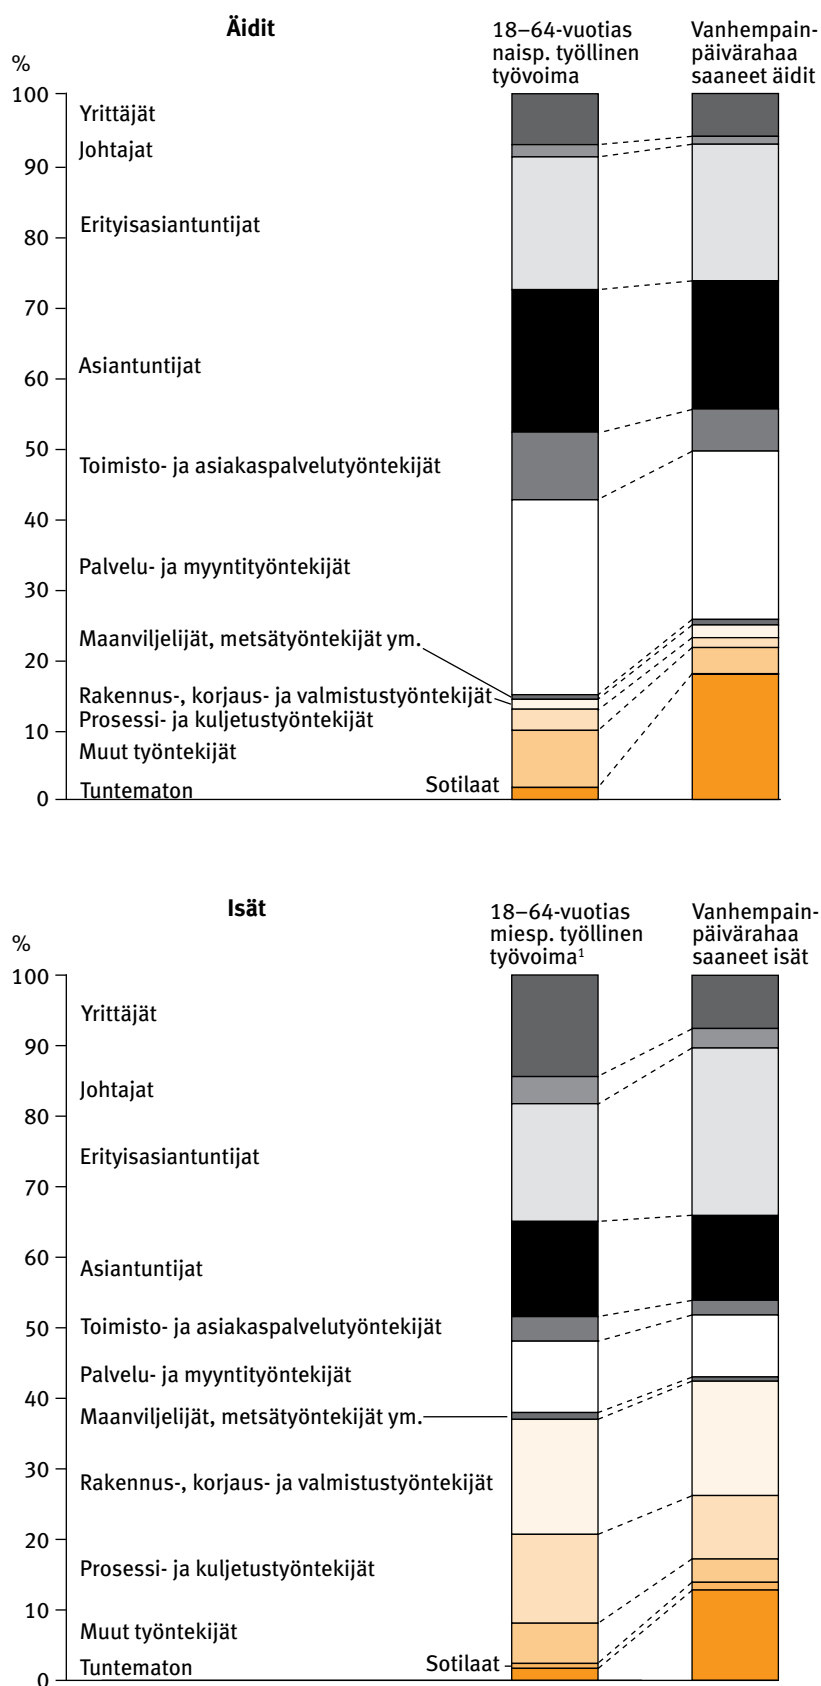 Äidit
18–64-vuotias
naisp. työllinen
työvoima
Vanhempain-
päivärahaa
saaneet äidit
%
100
90
80
70
60
50
40
30
20
10
0
Yrittäjät
Johtajat
Erityisasiantuntijat
Asiantuntijat
Toimisto- ja asiakaspalvelutyöntekijät
Palvelu- ja myyntityöntekijät
Maanviljelijät, metsätyöntekijät ym.
Rakennus-, korjaus- ja valmistustyöntekijät
Prosessi- ja kuljetustyöntekijät
Muut työntekijät
Tuntematon
Sotilaat
Isät
18–64-vuotias
miesp. työllinen
työvoima¹
Vanhempain-
päivärahaa
saaneet isät
%
100
90
80
70
60
50
40
30
20
10
0
Yrittäjät
Johtajat
Erityisasiantuntijat
Asiantuntijat
Toimisto- ja asiakaspalvelutyöntekijät
Palvelu- ja myyntityöntekijät
Maanviljelijät, metsätyöntekijät ym.
Rakennus-, korjaus- ja valmistustyöntekijät
Prosessi- ja kuljetustyöntekijät
Muut työntekijät
Tuntematon
Sotilaat